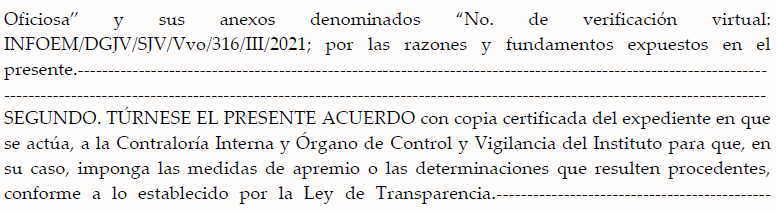 Oficiosa” y sus anexos denominados “No. de verificación virtual:
INFOEM/DGJV/SJV/Vvo/316/III/2021; por las razones y fundamentos expuestos en el
presente.-----------------------------------------------------------------------------------------------------------------
-----------------------------------------------------------------------------------------------------------------------------
SEGUNDO. TÚRNESE EL PRESENTE ACUERDO con copia certificada del expediente en que
se actúa, a la Contraloría Interna y Órgano de Control y Vigilancia del Instituto para que, en
su caso, imponga las medidas de apremio o las determinaciones que resulten procedentes,
conforme a lo establecido por la Ley de Transparencia.---------------------------------------------